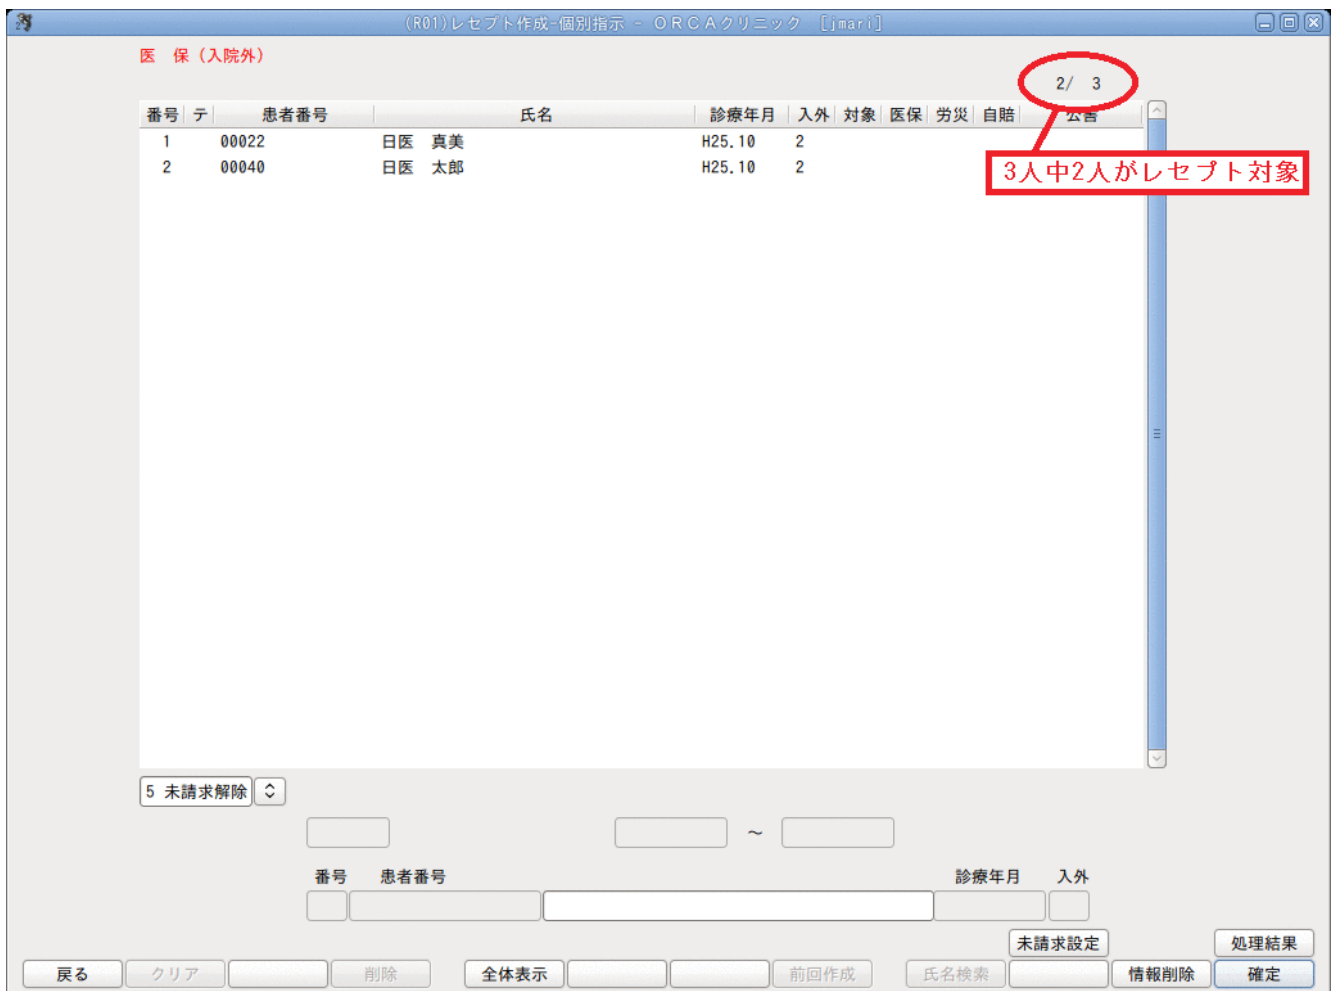 (R01)レセプト作成-個別指示 - ＯＲＣＡクリニック [jmari]
医　保（入院外）
2/ 3
番号 テ 患者番号 氏名 診療年月 入外 対象 医保 労災 自賠 公害
1 00022 日医　真美 H25.10 2
2 00040 日医　太郎 H25.10 2
3人中2人がレセプト対象
5 未請求解除
～
番号 患者番号 診療年月 入外
未請求設定 処理結果
戻る クリア 削除 全体表示 前回作成 氏名検索 情報削除 確定